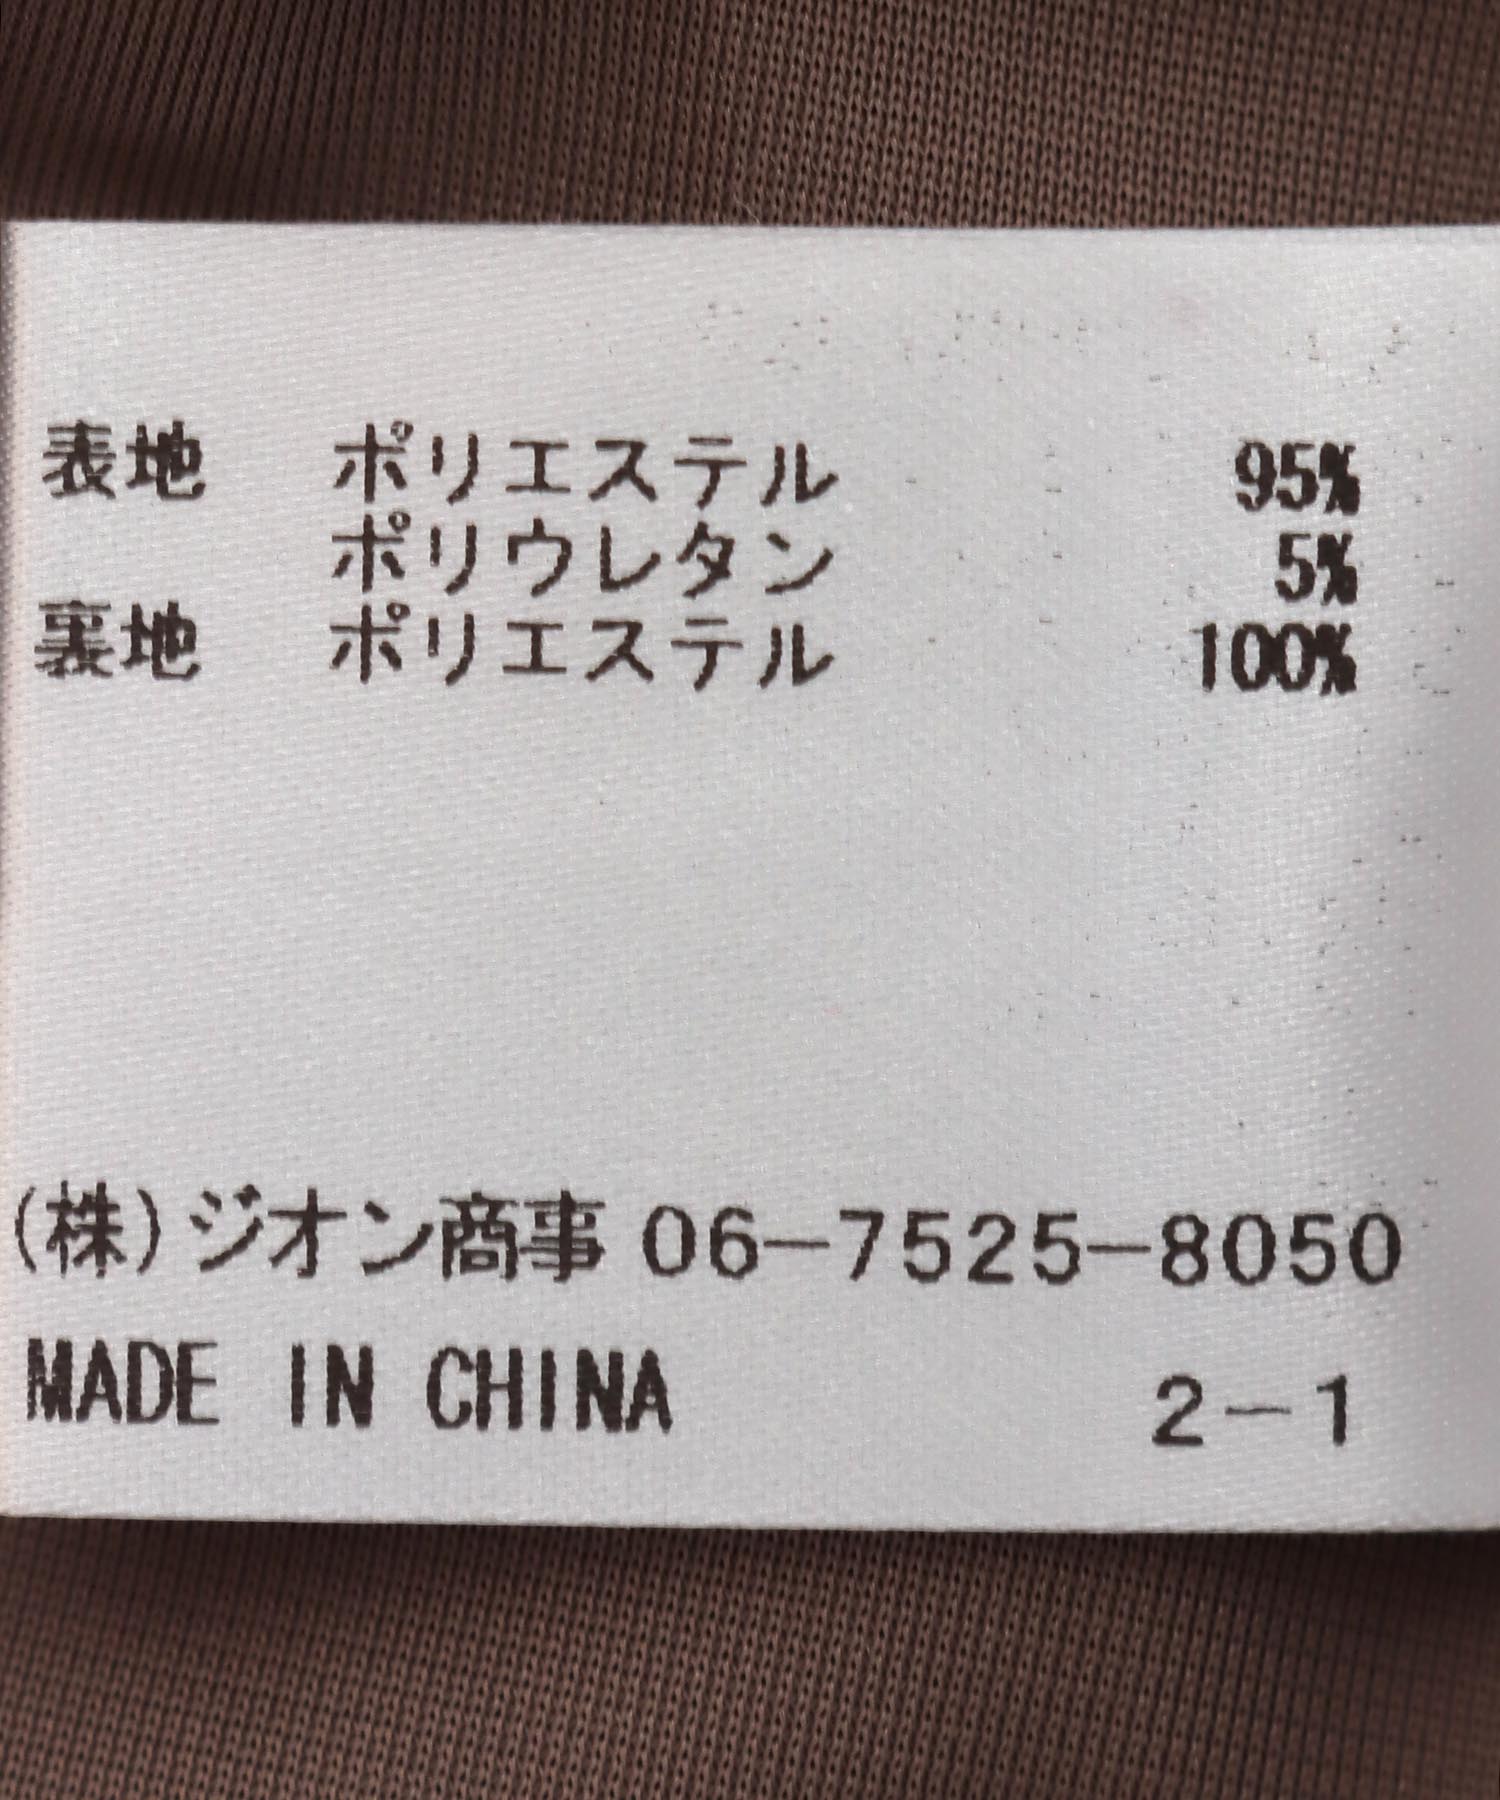 表地 ポリエステル 95%
ポリウレタン 5%
裏地 ポリエステル 100%
(株)ジオン商事 06-7525-8050
MADE IN CHINA 2-1